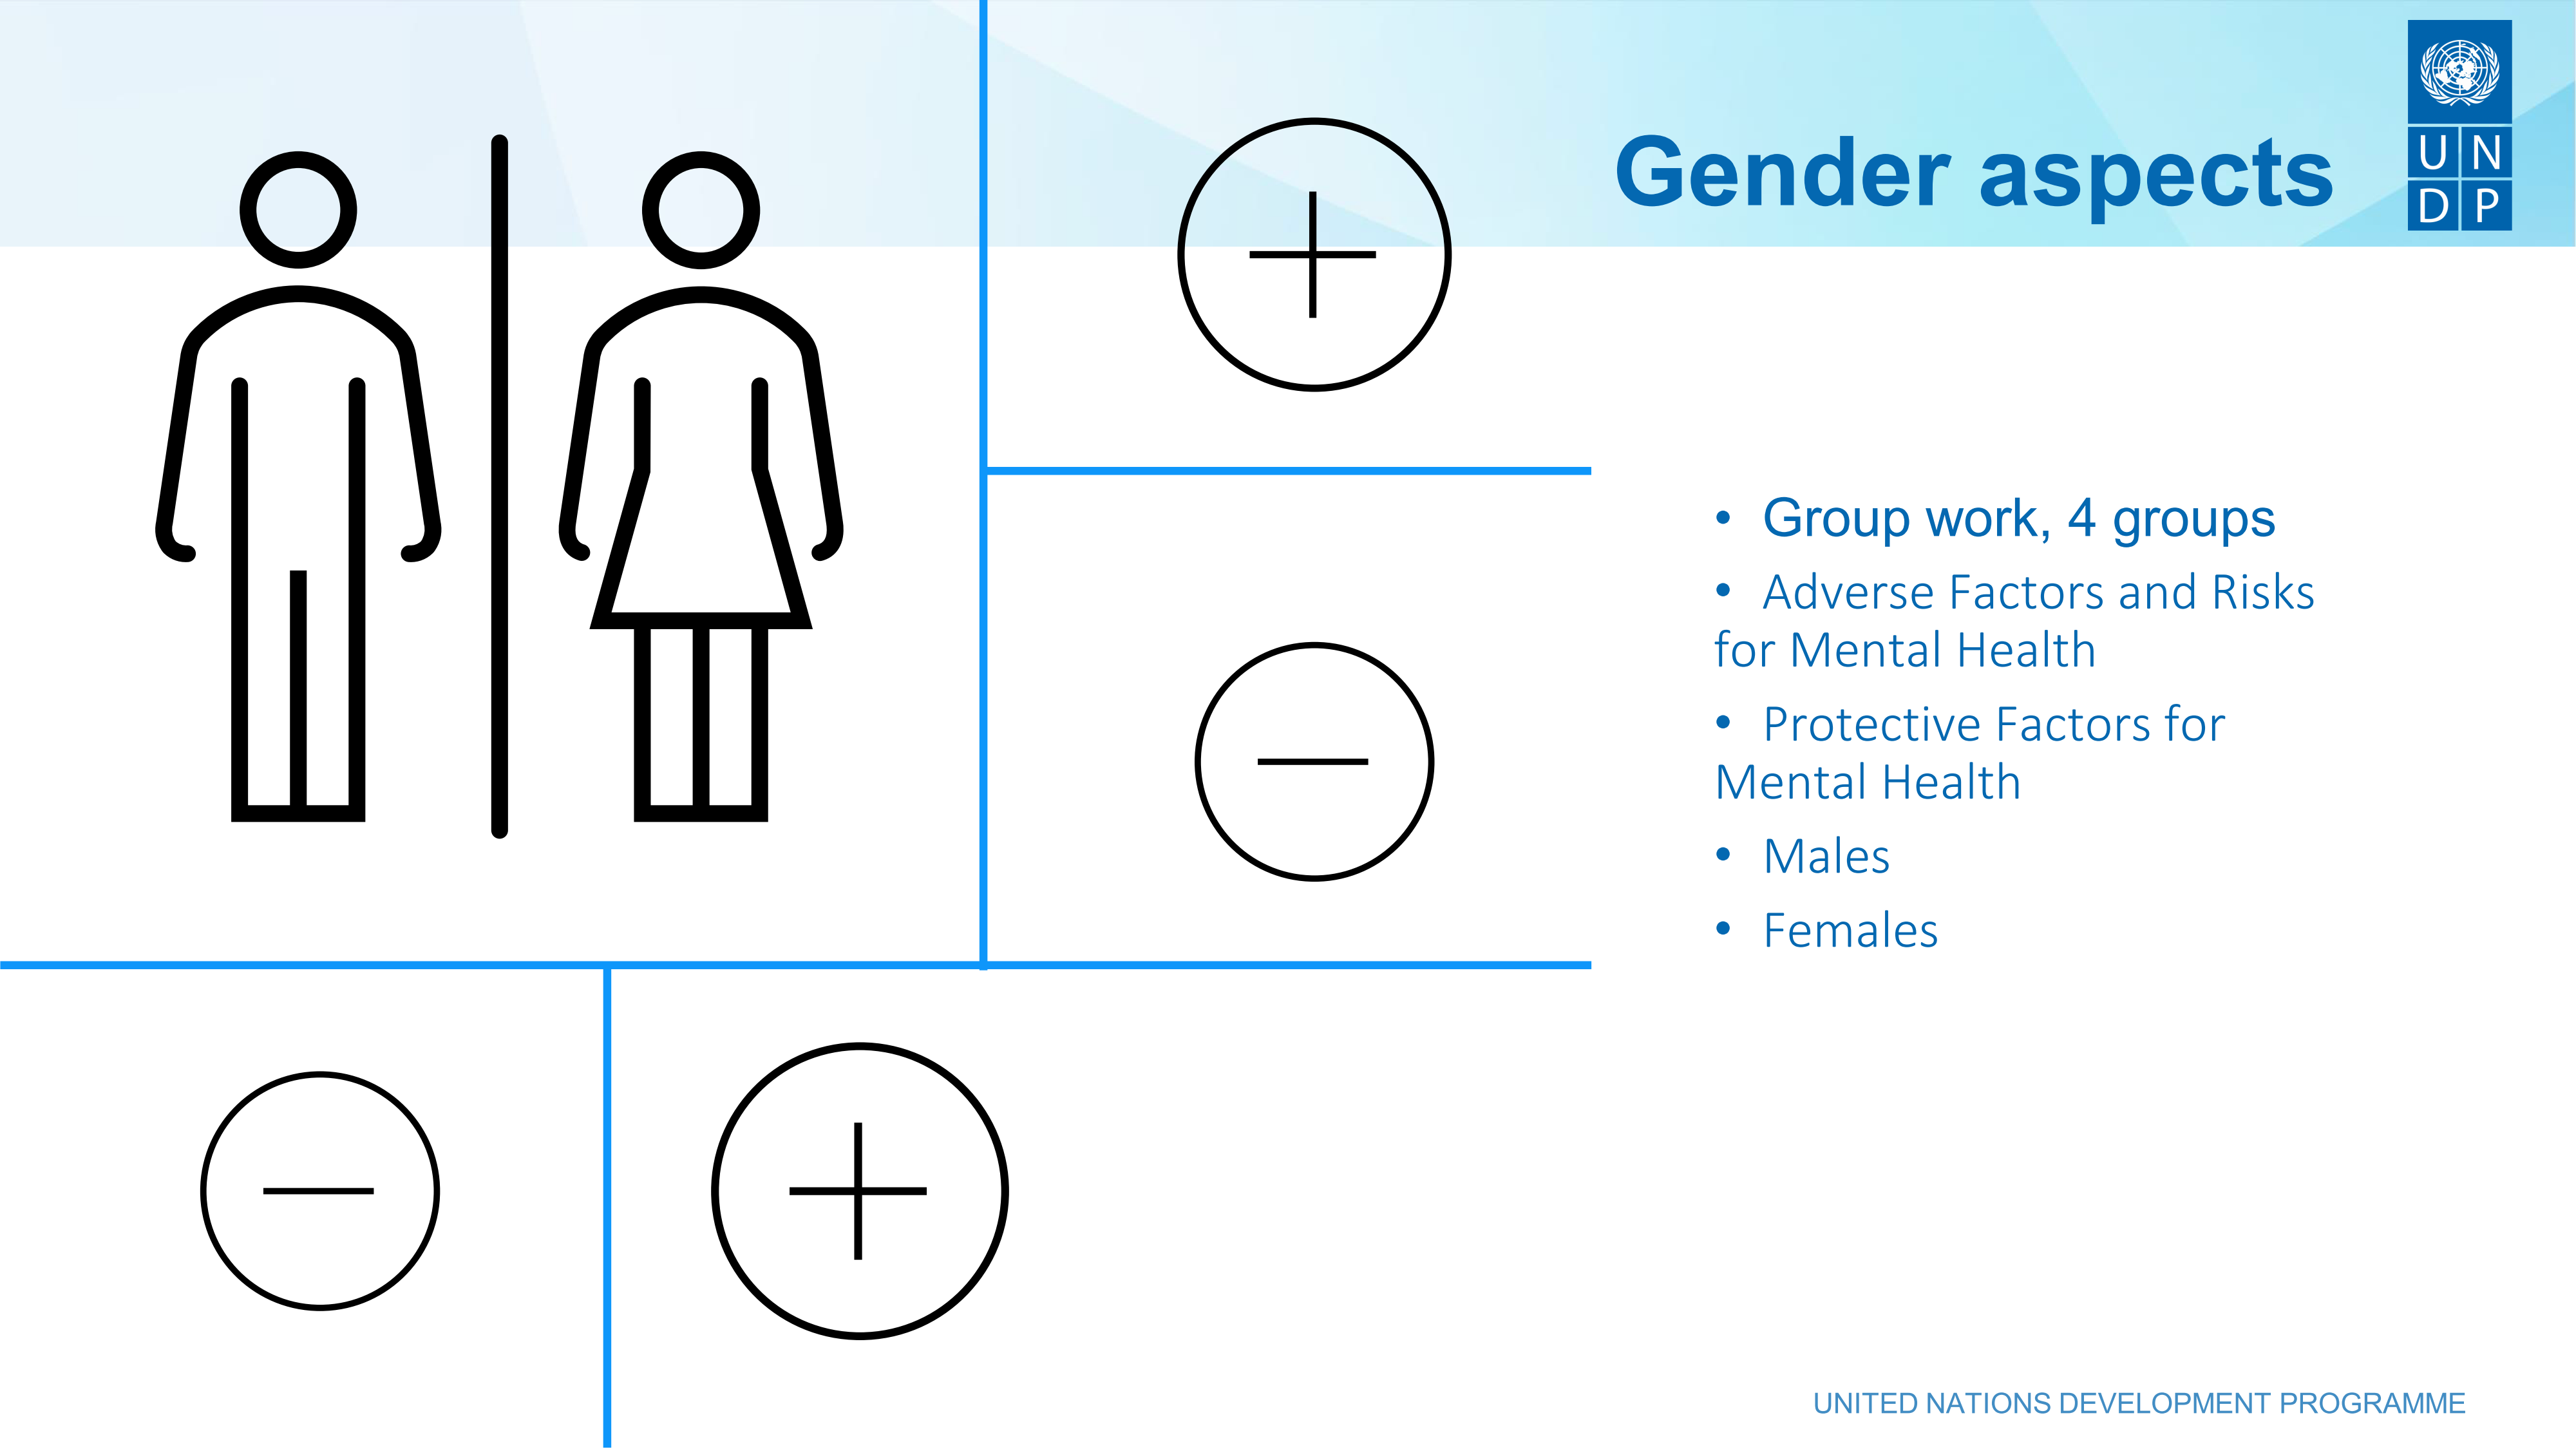 Gender aspects
U N
D P
• Group work, 4 groups
• Adverse Factors and Risks
for Mental Health
• Protective Factors for
Mental Health
• Males
• Females
UNITED NATIONS DEVELOPMENT PROGRAMME